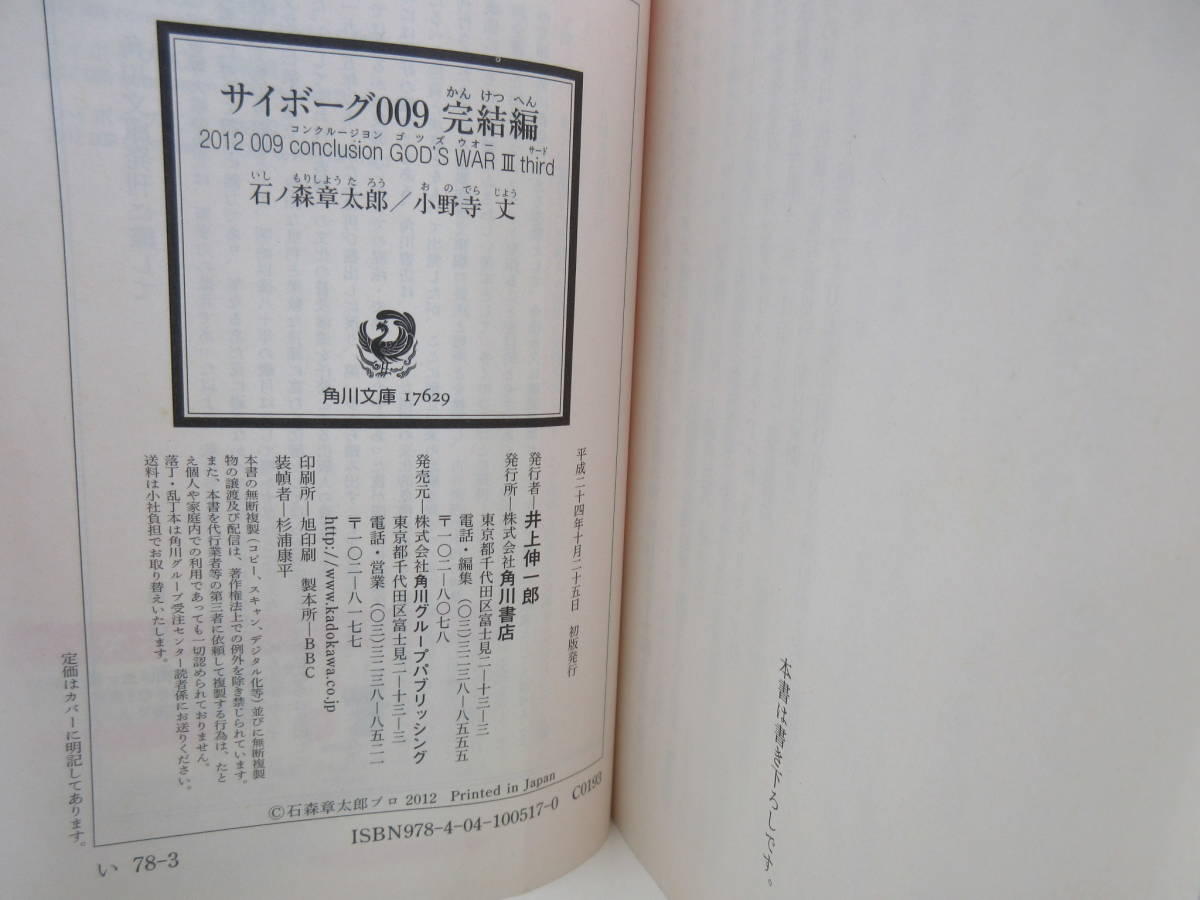 本書は書き下ろしです。
サイボーグ009 完結編
かん けつ へん
2012 009 conclusion GOD'S WAR Ⅲ third
コンクルージヨン ゴッズ ウオー サード
石ノ森章太郎／小野寺 丈
いし もりしようた ろう お の でら じよう
角川文庫 17629
平成二十四年十月二十五日 初版発行
発行者―井上伸一郎
発行所―株式会社角川書店
東京都千代田区富士見二―十三―三
電話・編集 (〇三)三二三八―八五五五
〒一〇二―八〇七八
発売元―株式会社角川グループパブリッシング
東京都千代田区富士見二―十三―三
電話・営業 (〇三)三二三八―八五二一
〒一〇二―八一七七
http://www.kadokawa.co.jp
印刷所―旭印刷 製本所―BBC
装幀者―杉浦康平
本書の無断複製(コピー、スキャン、デジタル化等)並びに無断複製
物の譲渡及び配信は、著作権法上での例外を除き禁じられています。
また、本書を代行業者等の第三者に依頼して複製する行為は、たと
え個人や家庭内での利用であっても一切認められておりません。
落丁・乱丁本は角川グループ受注センター読者係にお送りください。
送料は小社負担でお取り替えいたします。
定価はカバーに明記してあります。
©石森章太郎プロ 2012 Printed in Japan
ISBN978-4-04-100517-0 C0193
い 78-3